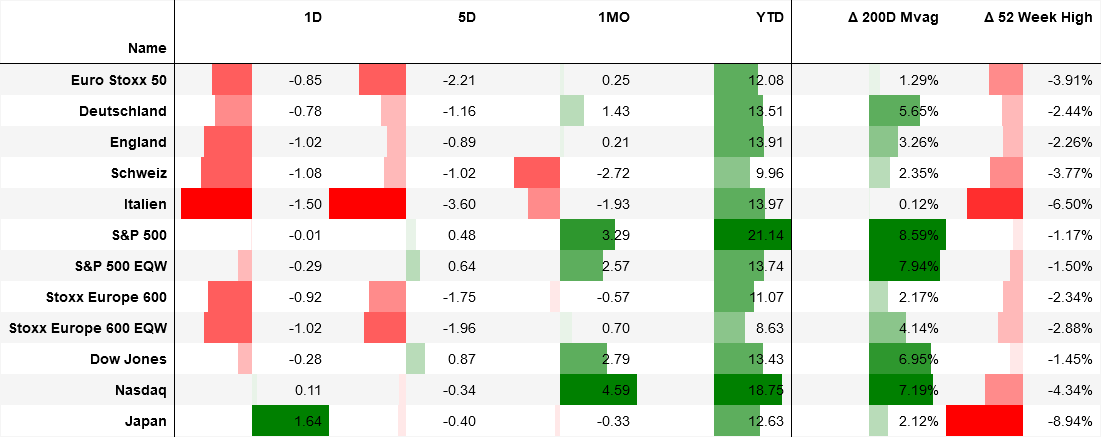 1D 5D 1MO YTD Δ 200D Mvag Δ 52 Week High
Name
Euro Stoxx 50 -0.85 -2.21 0.25 12.08 1.29% -3.91%
Deutschland -0.78 -1.16 1.43 13.51 5.65% -2.44%
England -1.02 -0.89 0.21 13.91 3.26% -2.26%
Schweiz -1.08 -1.02 -2.72 9.96 2.35% -3.77%
Italien -1.50 -3.60 -1.93 13.97 0.12% -6.50%
S&P 500 -0.01 0.48 3.29 21.14 8.59% -1.17%
S&P 500 EQW -0.29 0.64 2.57 13.74 7.94% -1.50%
Stoxx Europe 600 -0.92 -1.75 -0.57 11.07 2.17% -2.34%
Stoxx Europe 600 EQW -1.02 -1.96 0.70 8.63 4.14% -2.88%
Dow Jones -0.28 0.87 2.79 13.43 6.95% -1.45%
Nasdaq 0.11 -0.34 4.59 18.75 7.19% -4.34%
Japan 1.64 -0.40 -0.33 12.63 2.12% -8.94%